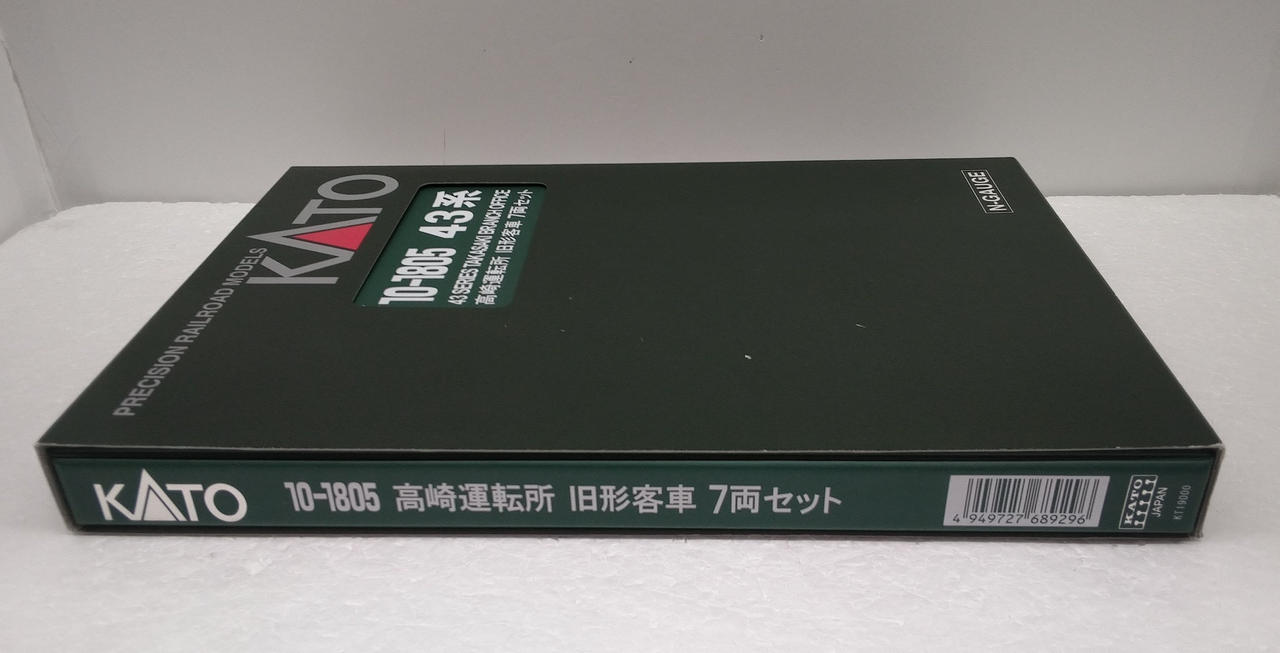 PRECISION RAILROAD MODELS
KATO
10-1805 43系
43 SERIES TAKASAKI BRANCH OFFICE
高崎運転所 旧形客車 7両セット
N-GAUGE
KATO 10-1805 高崎運転所 旧形客車 7両セット
4 949727 689296
KATO
JAPAN
KT19000